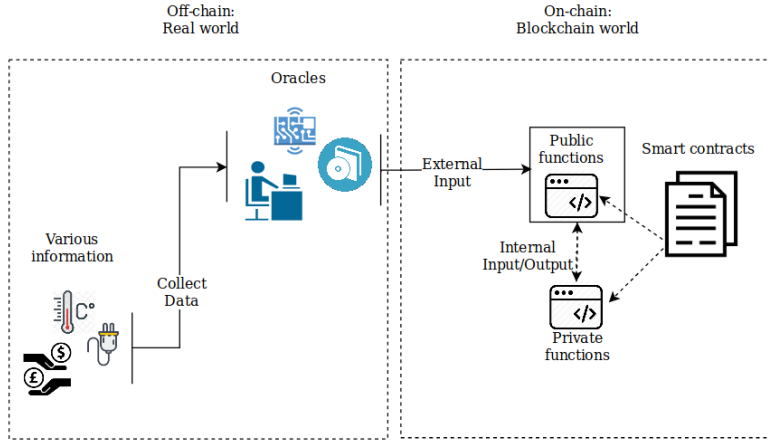 Off-chain:
Real world
On-chain:
Blockchain world
Oracles
Various
information
C°
$
£
Collect
Data
External
Input
Public
functions
</>
Smart contracts
Internal
Input/Output
</>
Private
functions